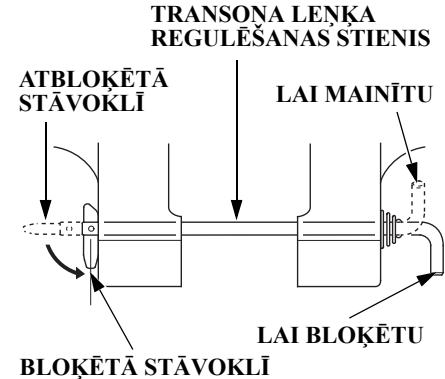 TRANSONA LEŅĶA
REGULĒŠANAS STIENIS
ATBLOĶĒTĀ
STĀVOKLĪ
LAI MAINĪTU
LAI BLOĶĒTU
BLOĶĒTĀ STĀVOKLĪ